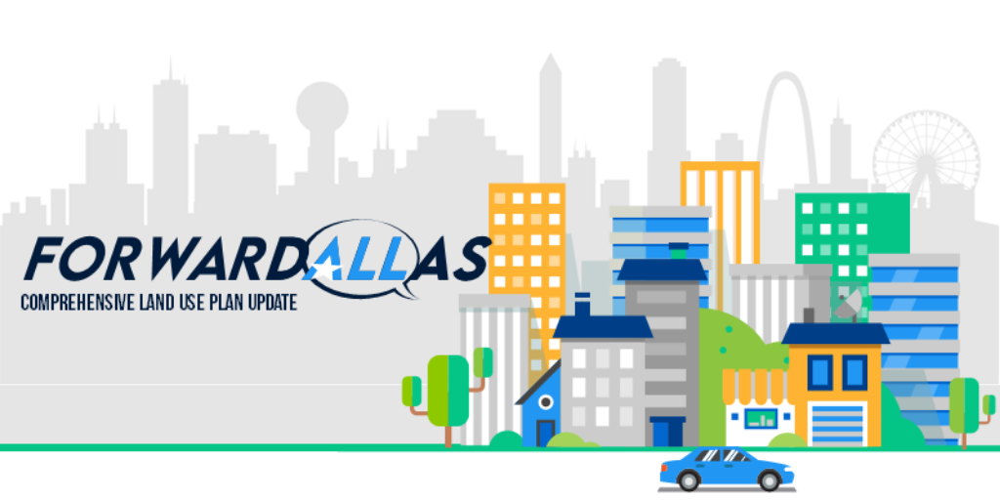 FORWARDALLAS
COMPREHENSIVE LAND USE PLAN UPDATE